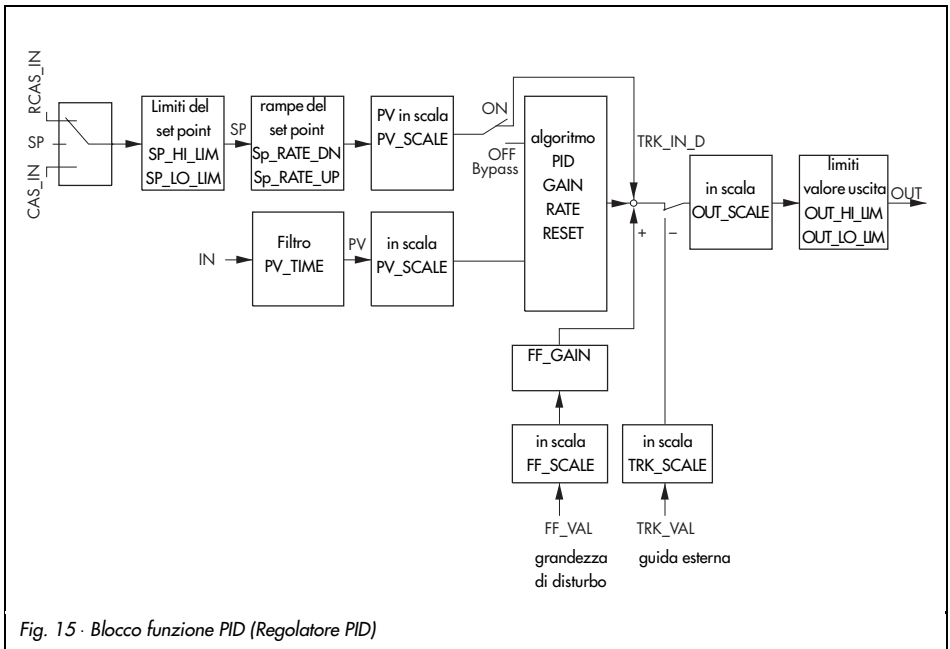 RCAS_IN
SP
CAS_IN
Limiti del
set point
SP_HI_LIM
SP_LO_LIM
SP
rampe del
set point
Sp_RATE_DN
Sp_RATE_UP
PV in scala
PV_SCALE
ON
OFF
Bypass
algoritmo
PID
GAIN
RATE
RESET
TRK_IN_D
in scala
OUT_SCALE
limiti
valore uscita
OUT_HI_LIM
OUT_LO_LIM
OUT
IN
Filtro
PV_TIME
PV
in scala
PV_SCALE
+
–
FF_GAIN
in scala
FF_SCALE
in scala
TRK_SCALE
FF_VAL
grandezza
di disturbo
TRK_VAL
guida esterna
Fig. 15 · Blocco funzione PID (Regolatore PID)